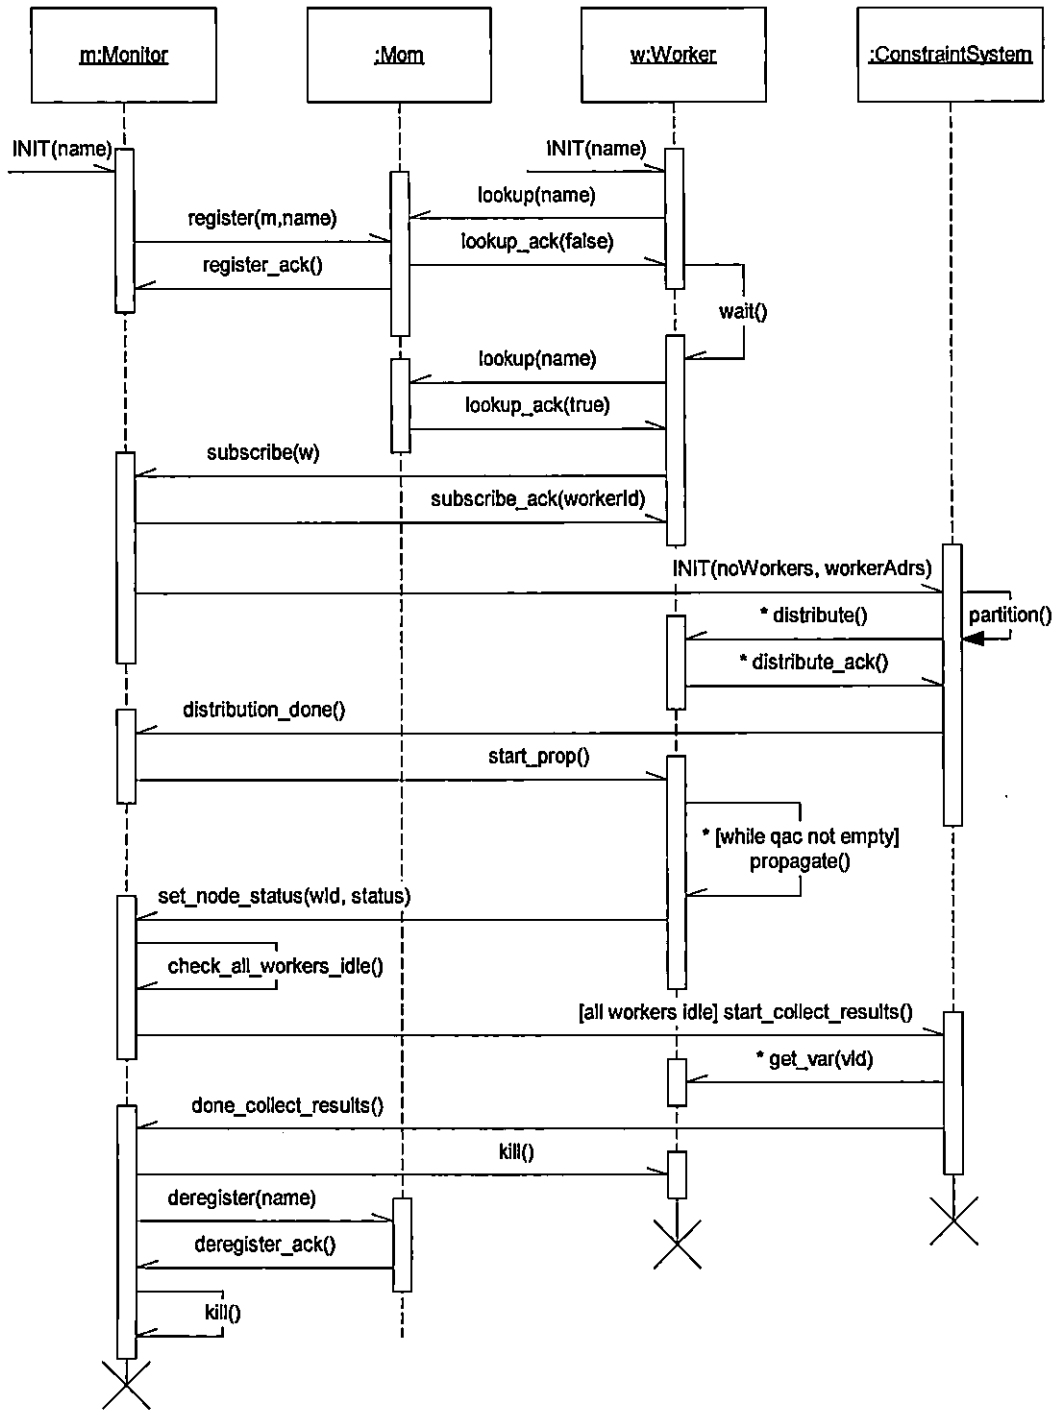 m:Monitor
:Mom
w:Worker
:ConstraintSystem
INIT(name)
INIT(name)
lookup(name)
register(m,name)
lookup_ack(false)
register_ack()
wait()
lookup(name)
lookup_ack(true)
subscribe(w)
subscribe_ack(workerId)
INIT(noWorkers, workerAdrs)
partition()
* distribute()
* distribute_ack()
distribution_done()
start_prop()
* [while qac not empty]
propagate()
set_node_status(wId, status)
check_all_workers_idle()
[all workers idle] start_collect_results()
* get_var(vId)
done_collect_results()
kill()
deregister(name)
deregister_ack()
kill()